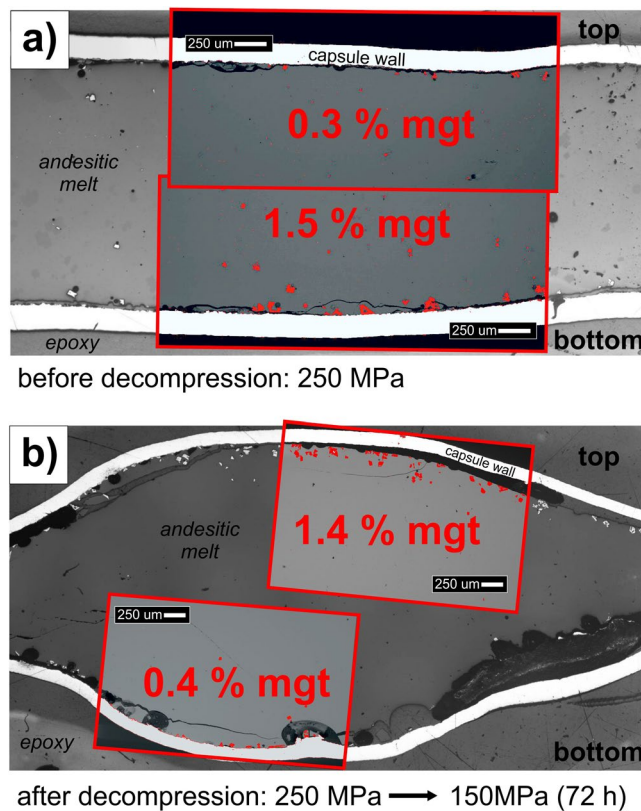 a)
250 um
top
capsule wall
0.3 % mgt
andesitic
melt
1.5 % mgt
250 um
epoxy
bottom
before decompression: 250 MPa
b)
top
capsule wall
andesitic
melt
1.4 % mgt
250 um
250 um
0.4 % mgt
epoxy
bottom
after decompression: 250 MPa → 150MPa (72 h)